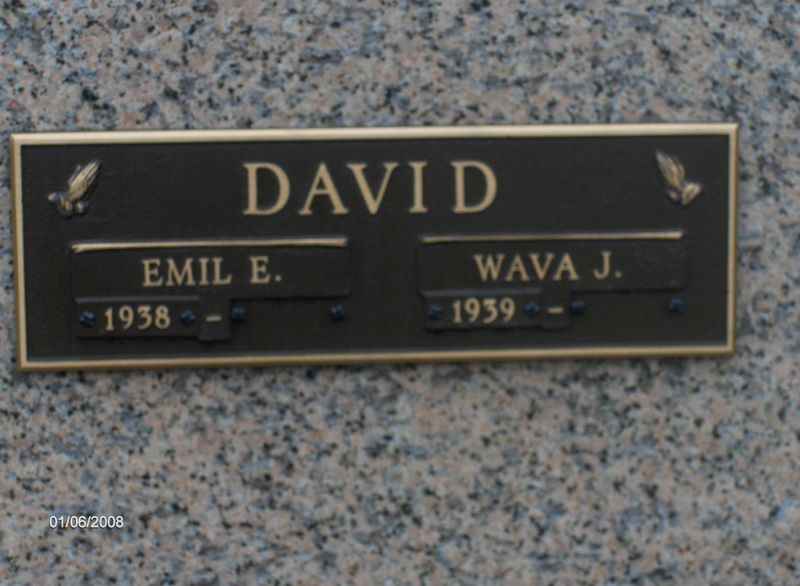 DAVID
EMIL E.
1938 –
WAVA J.
1939 –
01/06/2008